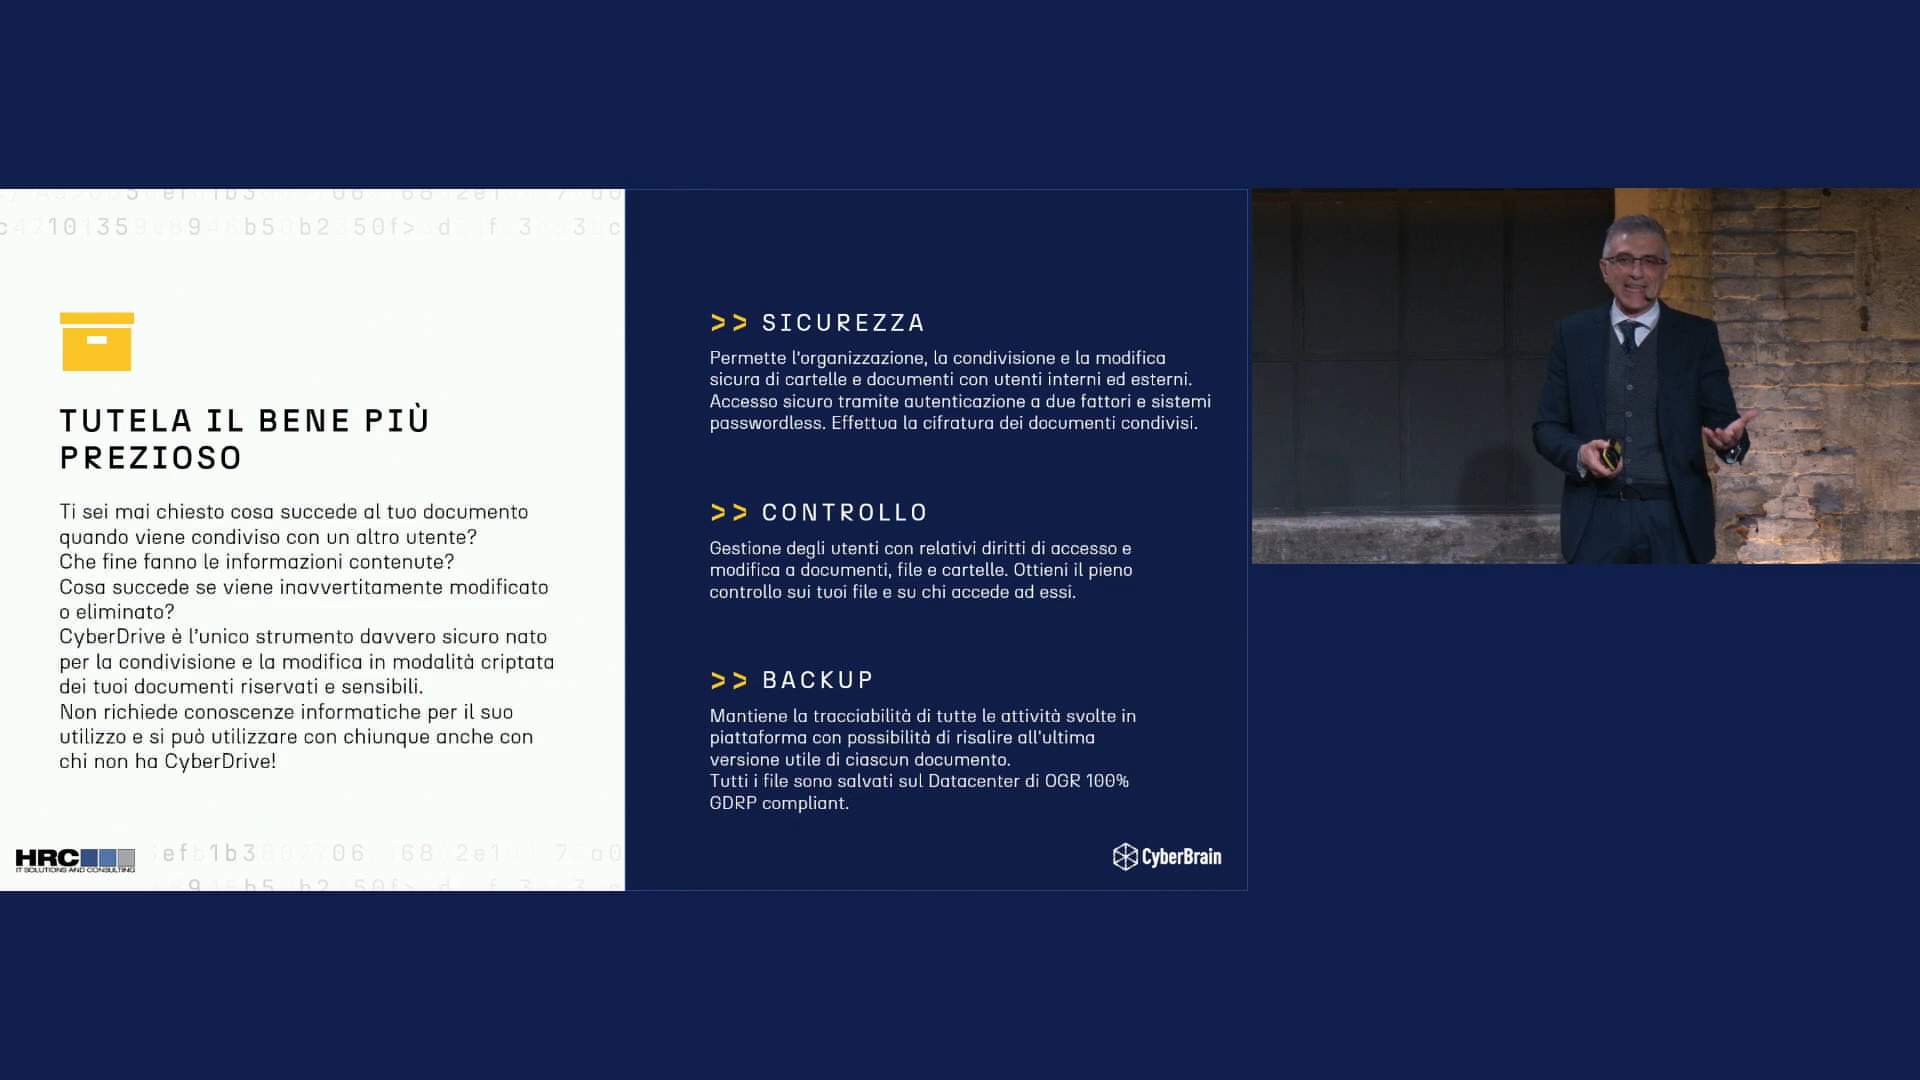 TUTELA IL BENE PIÙ
PREZIOSO
Ti sei mai chiesto cosa succede al tuo documento
quando viene condiviso con un altro utente?
Che fine fanno le informazioni contenute?
Cosa succede se viene inavvertitamente modificato
o eliminato?
CyberDrive è l'unico strumento davvero sicuro nato
per la condivisione e la modifica in modalità criptata
dei tuoi documenti riservati e sensibili.
Non richiede conoscenze informatiche per il suo
utilizzo e si può utilizzare con chiunque anche con
chi non ha CyberDrive!
HRC
IT SOLUTIONS AND CONSULTING
>> SICUREZZA
Permette l'organizzazione, la condivisione e la modifica
sicura di cartelle e documenti con utenti interni ed esterni.
Accesso sicuro tramite autenticazione a due fattori e sistemi
passwordless. Effettua la cifratura dei documenti condivisi.
>> CONTROLLO
Gestione degli utenti con relativi diritti di accesso e
modifica a documenti, file e cartelle. Ottieni il pieno
controllo sui tuoi file e su chi accede ad essi.
>> BACKUP
Mantiene la tracciabilità di tutte le attività svolte in
piattaforma con possibilità di risalire all'ultima
versione utile di ciascun documento.
Tutti i file sono salvati sul Datacenter di OGR 100%
GDRP compliant.
CyberBrain